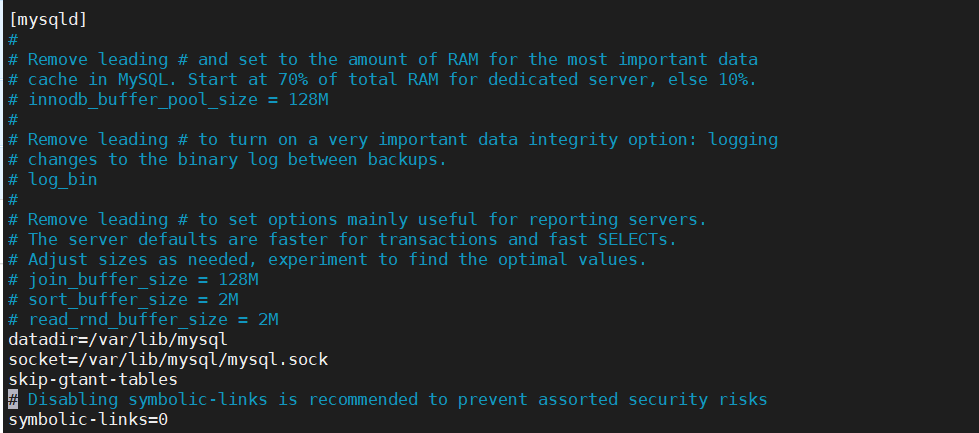 [mysqld]
#
# Remove leading # and set to the amount of RAM for the most important data
# cache in MySQL. Start at 70% of total RAM for dedicated server, else 10%.
# innodb_buffer_pool_size = 128M
#
# Remove leading # to turn on a very important data integrity option: logging
# changes to the binary log between backups.
# log_bin
#
# Remove leading # to set options mainly useful for reporting servers.
# The server defaults are faster for transactions and fast SELECTs.
# Adjust sizes as needed, experiment to find the optimal values.
# join_buffer_size = 128M
# sort_buffer_size = 2M
# read_rnd_buffer_size = 2M
datadir=/var/lib/mysql
socket=/var/lib/mysql/mysql.sock
skip-gtant-tables
# Disabling symbolic-links is recommended to prevent assorted security risks
symbolic-links=0